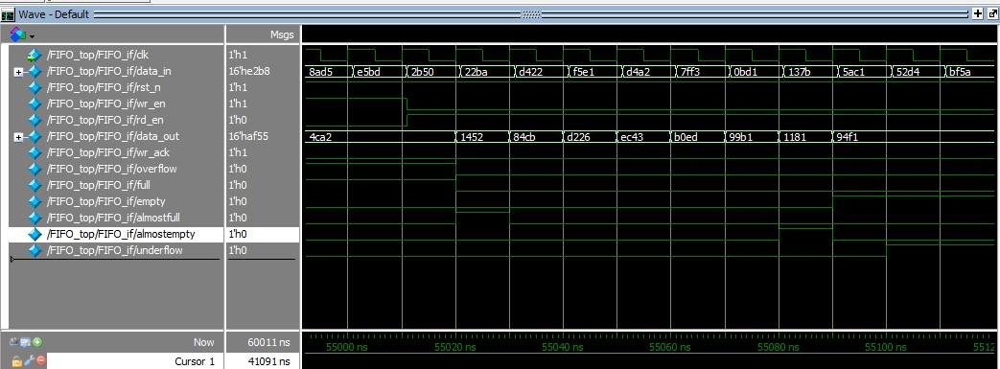 Wave - Default
Msgs
/FIFO_top/FIFO_if/clk 1'h1
/FIFO_top/FIFO_if/data_in 16'he2b8 8ad5 e5bd 2b50 22ba d422 f5e1 d4a2 7ff3 0bd1 137b 5ac1 52d4 bf5a
/FIFO_top/FIFO_if/rst_n 1'h1
/FIFO_top/FIFO_if/wr_en 1'h1
/FIFO_top/FIFO_if/rd_en 1'h0
/FIFO_top/FIFO_if/data_out 16'haf55 4ca2 1452 84cb d226 ec43 b0ed 99b1 1181 94f1
/FIFO_top/FIFO_if/wr_ack 1'h1
/FIFO_top/FIFO_if/overflow 1'h0
/FIFO_top/FIFO_if/full 1'h0
/FIFO_top/FIFO_if/empty 1'h0
/FIFO_top/FIFO_if/almostfull 1'h0
/FIFO_top/FIFO_if/almostempty 1'h0
/FIFO_top/FIFO_if/underflow 1'h0
Now 60011 ns 55000 ns 55020 ns 55040 ns 55060 ns 55080 ns 55100 ns 5512
Cursor 1 41091 ns